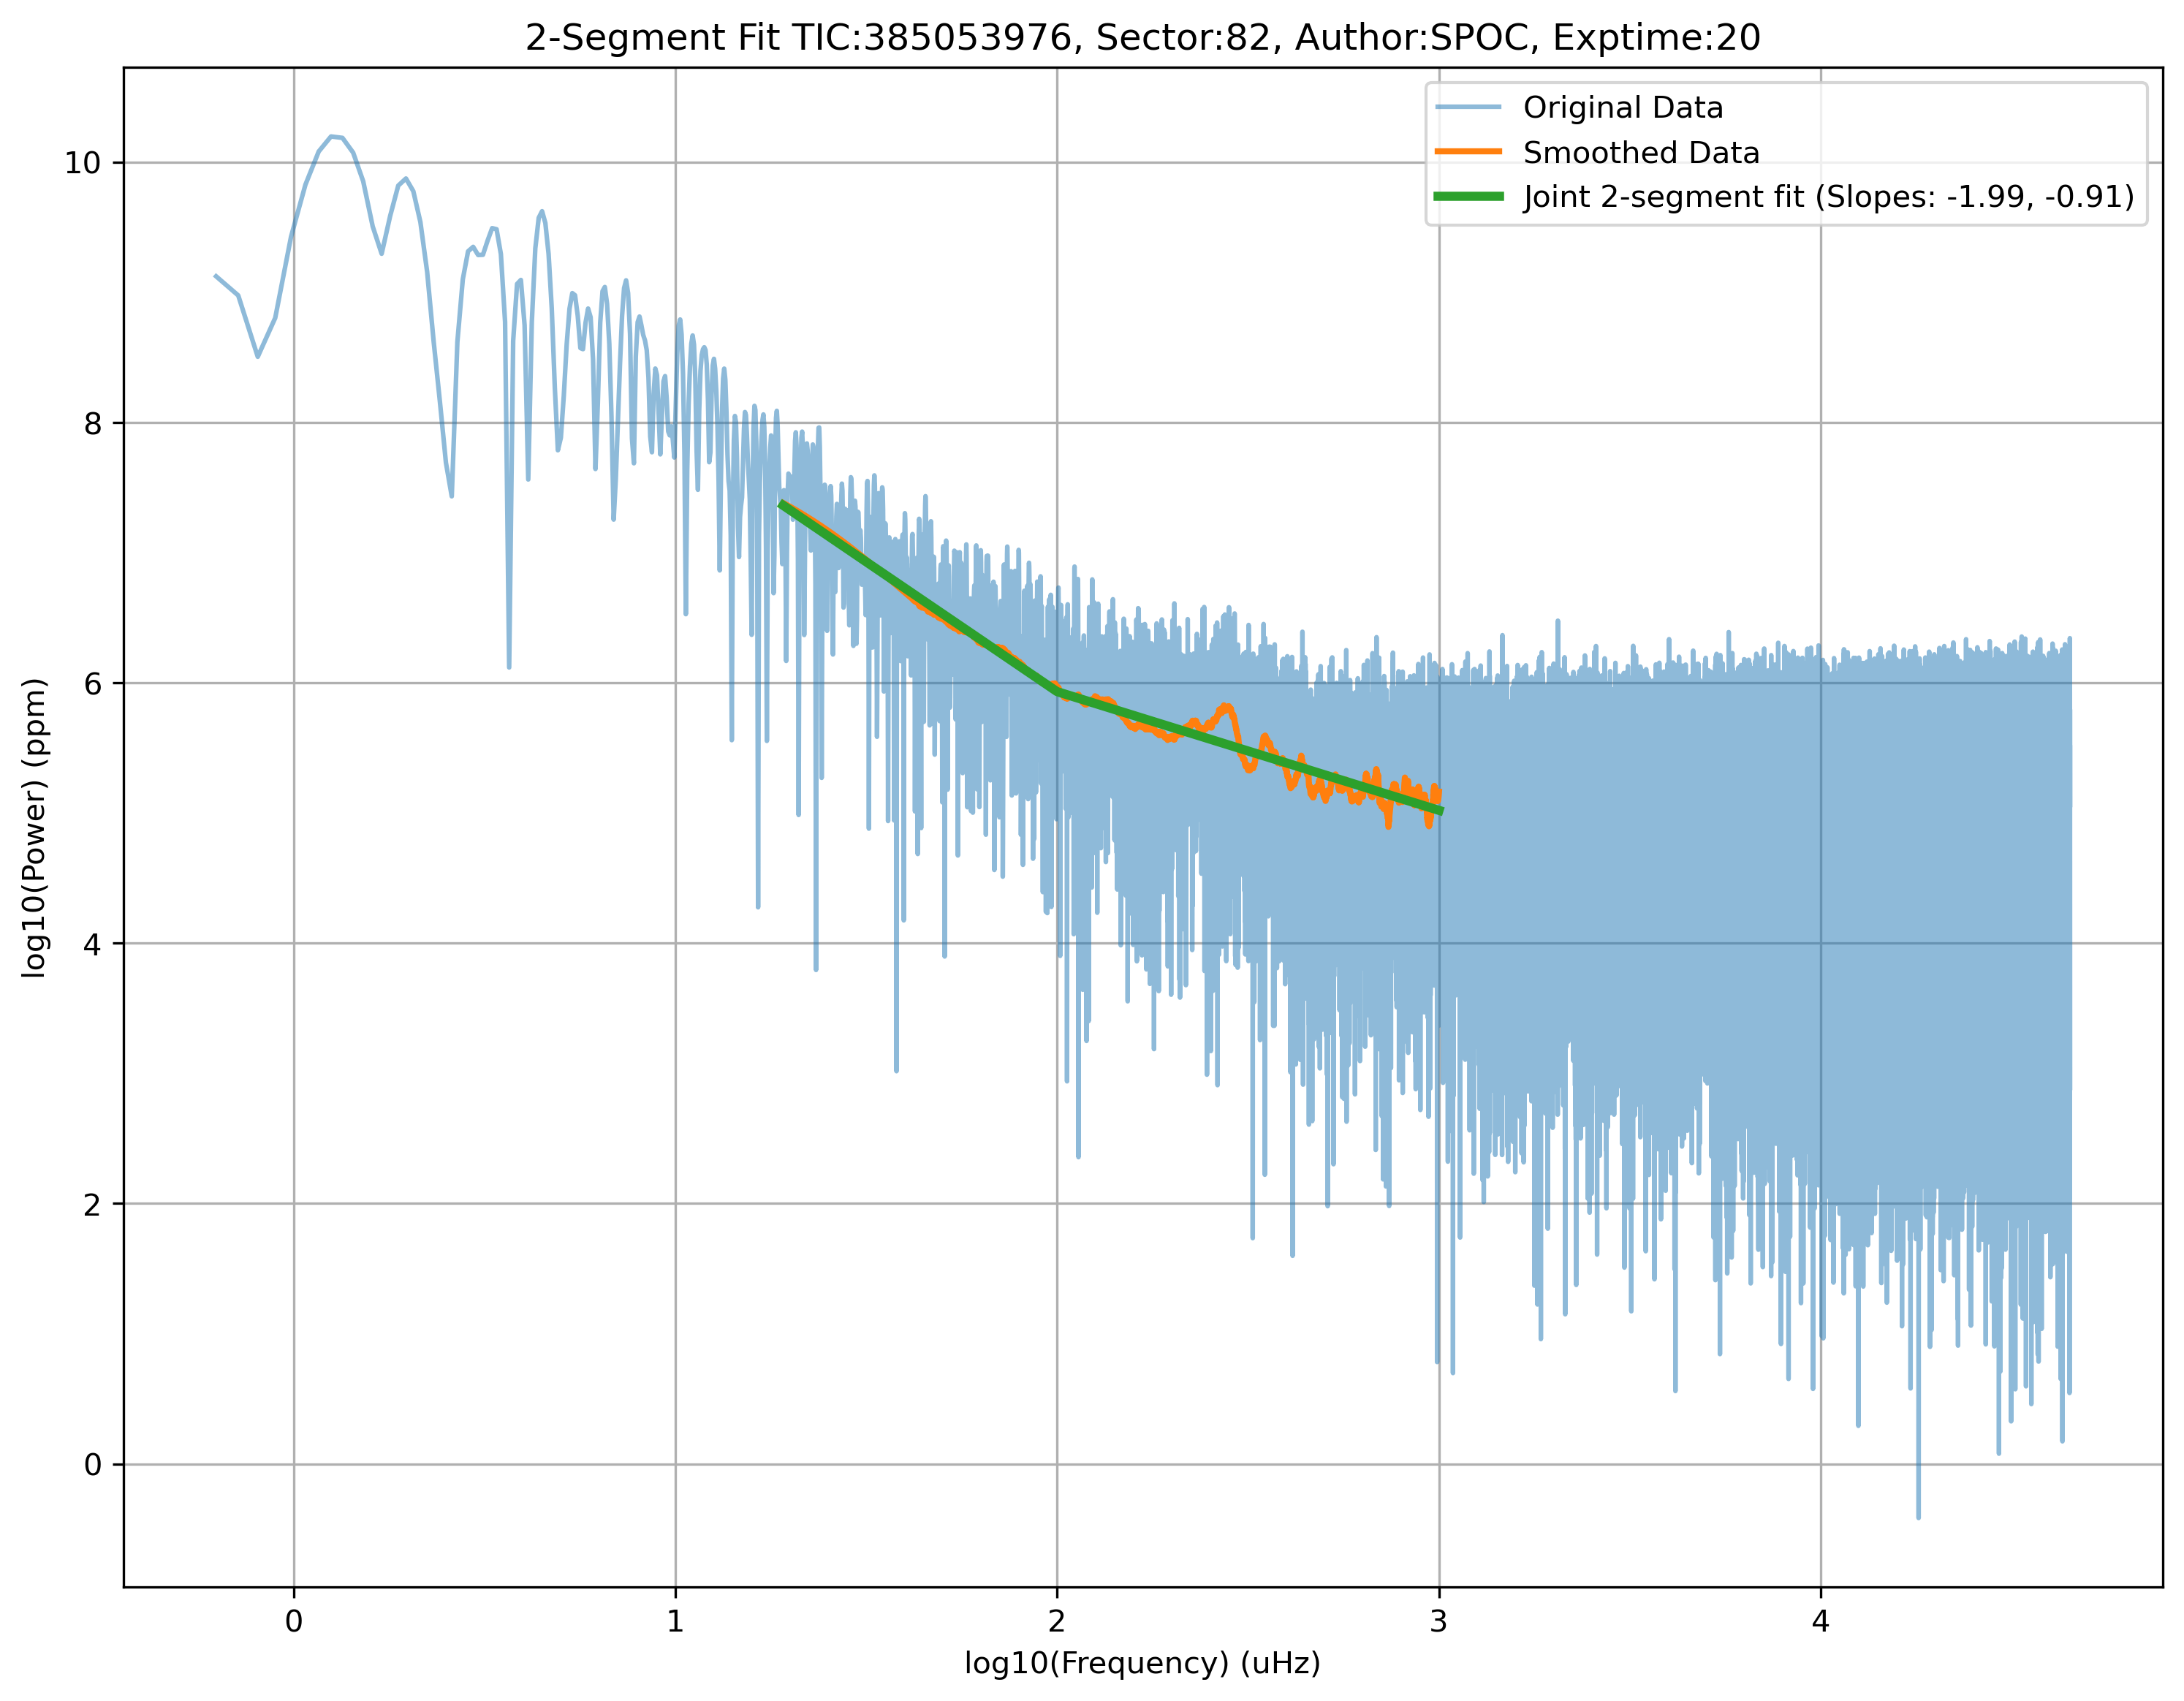 2-Segment Fit TIC:385053976, Sector:82, Author:SPOC, Exptime:20
Original Data
Smoothed Data
Joint 2-segment fit (Slopes: -1.99, -0.91)
10
8
6
4
2
0
log10(Power) (ppm)
0 1 2 3 4
log10(Frequency) (uHz)